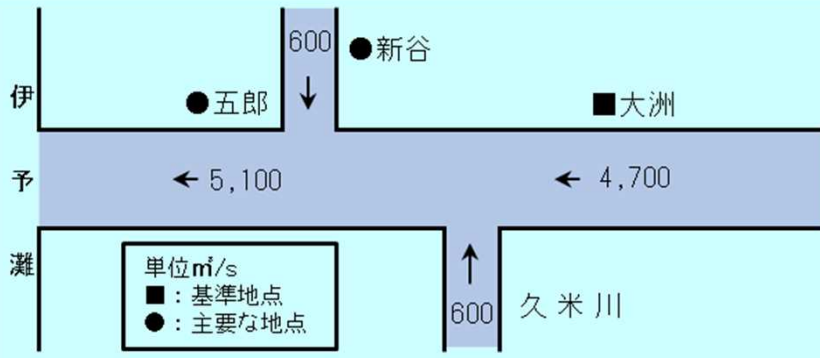 600
●新谷
伊
●五郎
↓
■大洲
予
← 5,100
← 4,700
灘
単位㎥/s
■：基準地点
●：主要な地点
↑
600
久米川